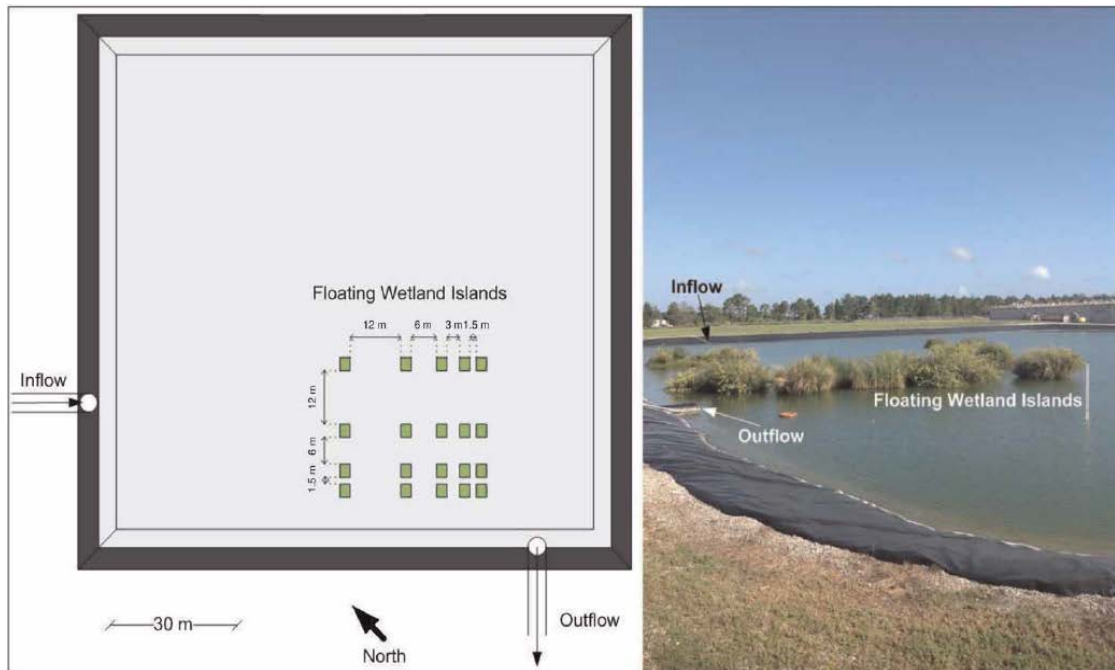 Floating Wetland Islands
12 m
6 m
3 m
1.5 m
Inflow
12 m
6 m
1.5 m
30 m
North
Outflow
Inflow
Floating Wetland Islands
Outflow